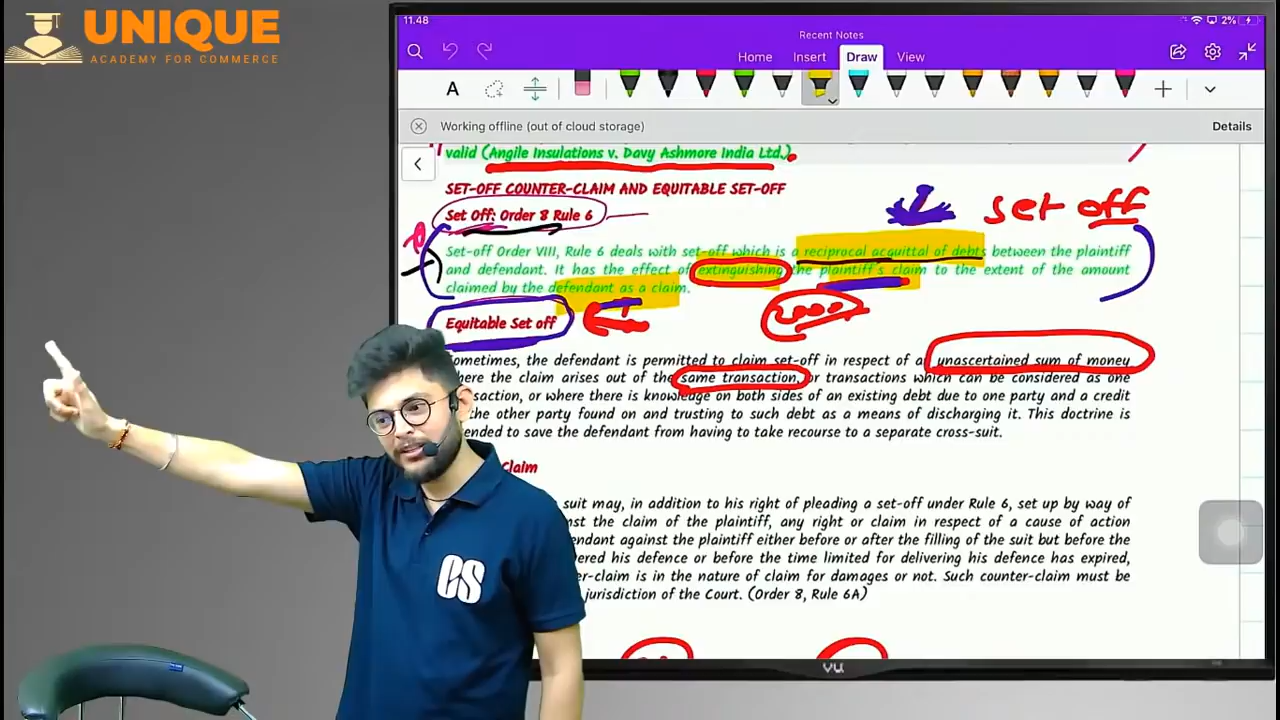 UNIQUE
ACADEMY FOR COMMERCE
11.48
2%
Recent Notes
Home Insert Draw View
A
Working offline (out of cloud storage)
Details
valid (Angile Insulations v. Davy Ashmore India Ltd.).
SET-OFF COUNTER-CLAIM AND EQUITABLE SET-OFF
set off
Set Off: Order 8 Rule 6
Set-off Order VIII, Rule 6 deals with set-off which is a reciprocal acquittal of debts between the plaintiff
and defendant. It has the effect of extinguishing the plaintiff's claim to the extent of the amount
claimed by the defendant as a claim.
Equitable Set off
ometimes, the defendant is permitted to claim set-off in respect of an unascertained sum of money
here the claim arises out of the same transaction, or transactions which can be considered as one
saction, or where there is knowledge on both sides of an existing debt due to one party and a credit
the other party found on and trusting to such debt as a means of discharging it. This doctrine is
ended to save the defendant from having to take recourse to a separate cross-suit.
Claim
suit may, in addition to his right of pleading a set-off under Rule 6, set up by way of
nst the claim of the plaintiff, any right or claim in respect of a cause of action
endant against the plaintiff either before or after the filling of the suit but before the
ered his defence or before the time limited for delivering his defence has expired,
er-claim is in the nature of claim for damages or not. Such counter-claim must be
jurisdiction of the Court. (Order 8, Rule 6A)
CS
VU